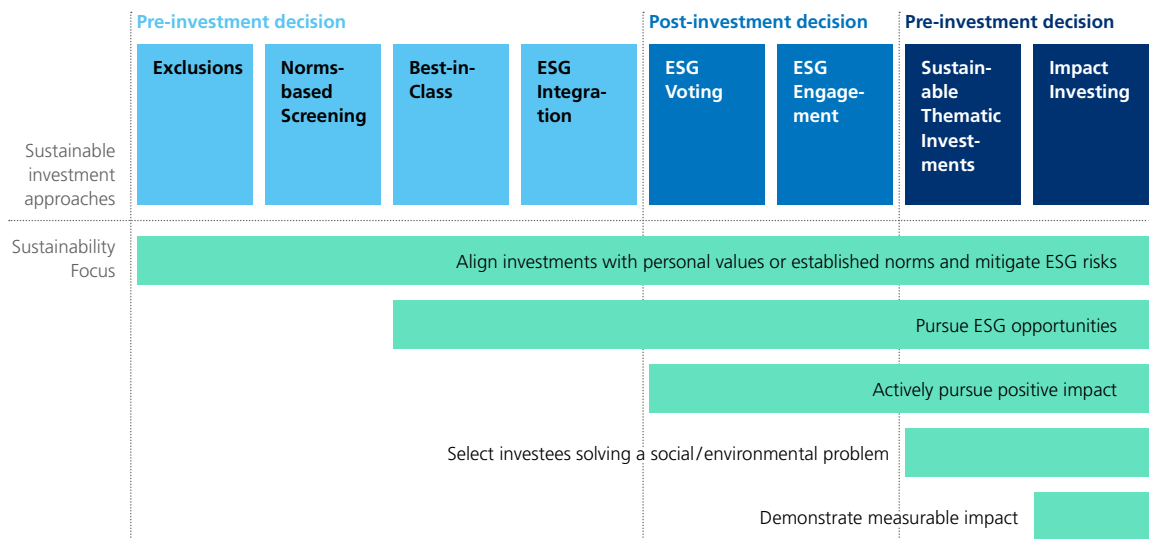 Pre-investment decision
Post-investment decision
Pre-investment decision
Exclusions
Norms-
based
Screening
Best-in-
Class
ESG
Integra-
tion
ESG
Voting
ESG
Engage-
ment
Sustain-
able
Thematic
Invest-
ments
Impact
Investing
Sustainable
investment
approaches
Sustainability
Focus
Align investments with personal values or established norms and mitigate ESG risks
Pursue ESG opportunities
Actively pursue positive impact
Select investees solving a social/environmental problem
Demonstrate measurable impact